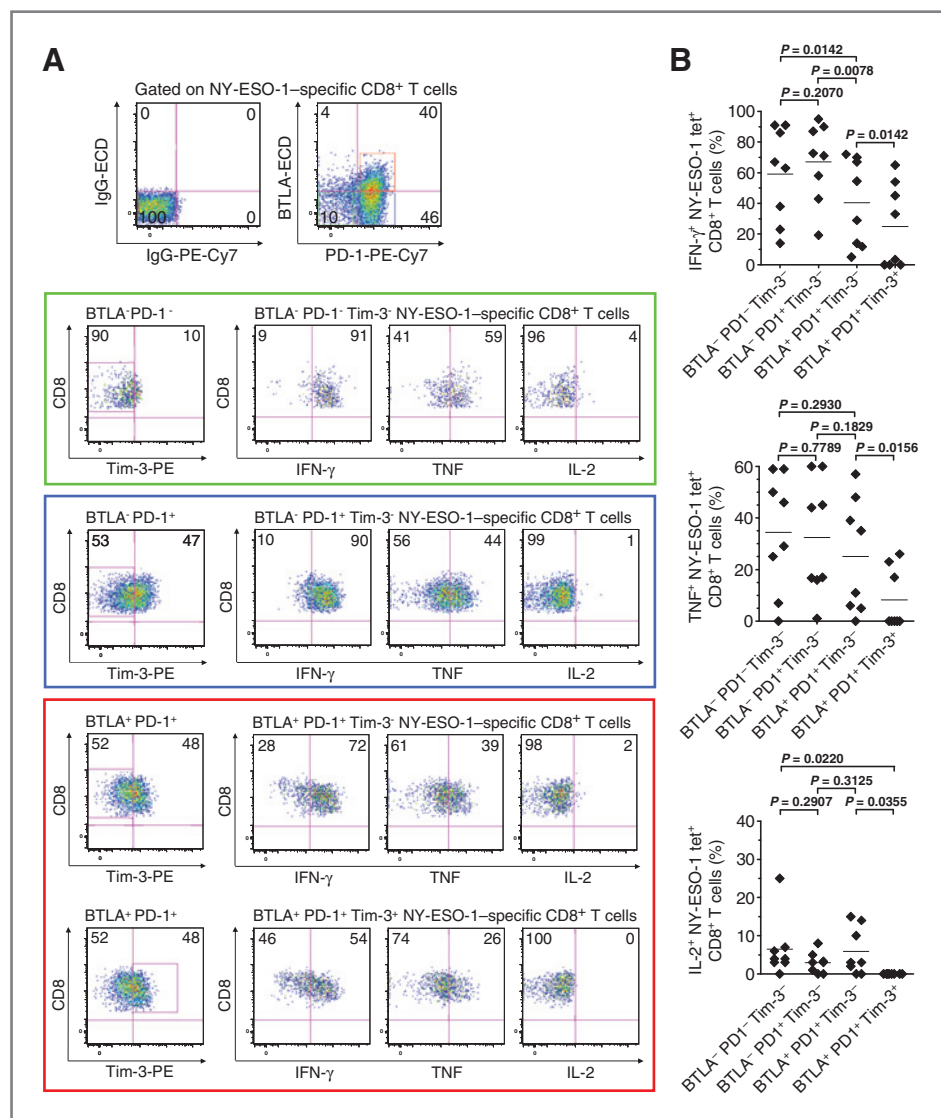 A
Gated on NY-ESO-1–specific CD8⁺ T cells
0 0
100 0
IgG-ECD
IgG-PE-Cy7
4 40
10 46
BTLA-ECD
PD-1-PE-Cy7
BTLA⁻PD-1⁻
BTLA⁻ PD-1⁻ Tim-3⁻ NY-ESO-1–specific CD8⁺ T cells
90 10
9 91
41 59
96 4
CD8
CD8
Tim-3-PE
IFN-γ
TNF
IL-2
BTLA⁻PD-1⁺
BTLA⁻ PD-1⁺ Tim-3⁻ NY-ESO-1–specific CD8⁺ T cells
53 47
10 90
56 44
99 1
CD8
CD8
Tim-3-PE
IFN-γ
TNF
IL-2
BTLA⁺ PD-1⁺
BTLA⁺ PD-1⁺ Tim-3⁻ NY-ESO-1–specific CD8⁺ T cells
52 48
28 72
61 39
98 2
CD8
CD8
Tim-3-PE
IFN-γ
TNF
IL-2
BTLA⁺ PD-1⁺
BTLA⁺ PD-1⁺ Tim-3⁺ NY-ESO-1–specific CD8⁺ T cells
52 48
46 54
74 26
100 0
CD8
CD8
Tim-3-PE
IFN-γ
TNF
IL-2
B
P = 0.0142
P = 0.0078
P = 0.2070
P = 0.0142
100
80
60
40
20
0
IFN-γ⁺ NY-ESO-1 tet⁺
CD8⁺ T cells (%)
BTLA⁻ PD1⁻ Tim-3⁻
BTLA⁻ PD1⁺ Tim-3⁻
BTLA⁺ PD1⁺ Tim-3⁻
BTLA⁺ PD1⁺ Tim-3⁺
P = 0.2930
P = 0.1829
P = 0.7789
P = 0.0156
60
40
20
0
TNF⁺ NY-ESO-1 tet⁺
CD8⁺ T cells (%)
BTLA⁻ PD1⁻ Tim-3⁻
BTLA⁻ PD1⁺ Tim-3⁻
BTLA⁺ PD1⁺ Tim-3⁻
BTLA⁺ PD1⁺ Tim-3⁺
P = 0.0220
P = 0.3125
P = 0.2907
P = 0.0355
40
30
20
10
0
IL-2⁺ NY-ESO-1 tet⁺
CD8⁺ T cells (%)
BTLA⁻ PD1⁻ Tim-3⁻
BTLA⁻ PD1⁺ Tim-3⁻
BTLA⁺ PD1⁺ Tim-3⁻
BTLA⁺ PD1⁺ Tim-3⁺